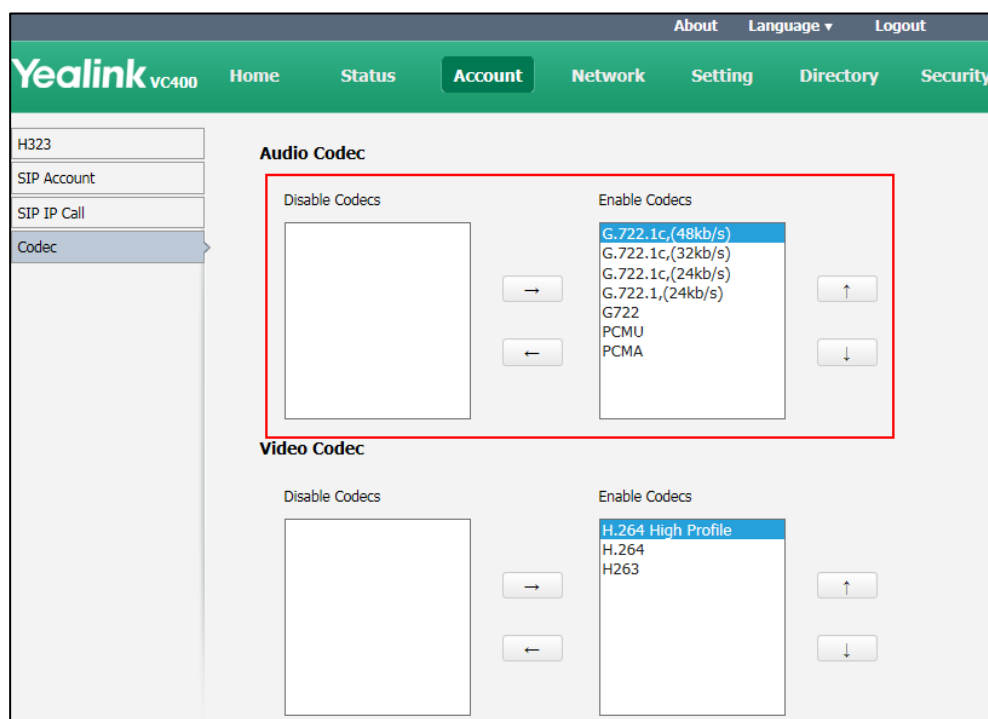 About Language ▾ Logout
Yealink VC400 Home Status Account Network Setting Directory Security
H323
SIP Account
SIP IP Call
Codec
Audio Codec
Disable Codecs Enable Codecs
G.722.1c,(48kb/s)
G.722.1c,(32kb/s)
G.722.1c,(24kb/s)
G.722.1,(24kb/s)
G722
PCMU
PCMA
→
←
↑
↓
Video Codec
Disable Codecs Enable Codecs
H.264 High Profile
H.264
H263
→
←
↑
↓